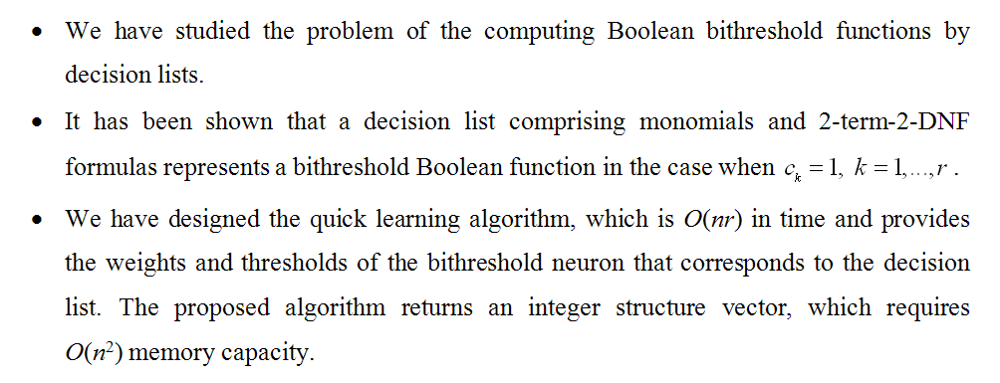 • We have studied the problem of the computing Boolean bithreshold functions by
decision lists.
• It has been shown that a decision list comprising monomials and 2-term-2-DNF
formulas represents a bithreshold Boolean function in the case when cₖ = 1, k = 1,...,r .
• We have designed the quick learning algorithm, which is O(nr) in time and provides
the weights and thresholds of the bithreshold neuron that corresponds to the decision
list. The proposed algorithm returns an integer structure vector, which requires
O(n²) memory capacity.